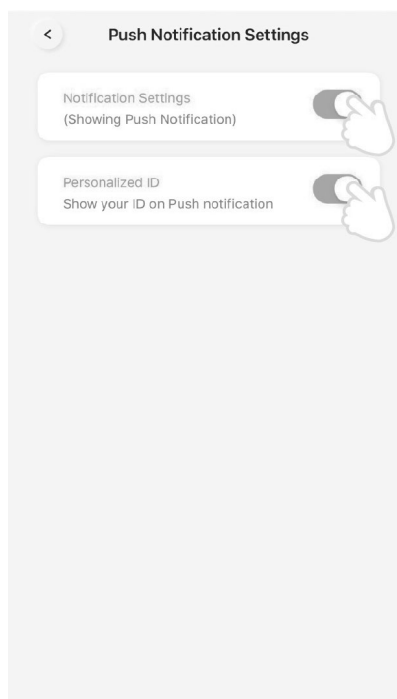 <
Push Notification Settings
Notification Settings
(Showing Push Notification)
Personalized ID
Show your ID on Push notification